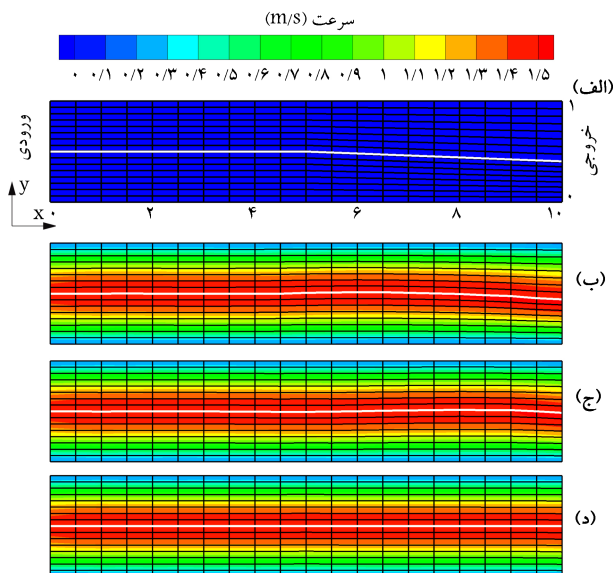 سرعت (m/s)
۰ ۰/۱ ۰/۲ ۰/۳ ۰/۴ ۰/۵ ۰/۶ ۰/۷ ۰/۸ ۰/۹ ۱ ۱/۱ ۱/۲ ۱/۳ ۱/۴ ۱/۵
(الف)
ورودی
خروجی
۱
۰
y
x
۰ ۲ ۴ ۶ ۸ ۱۰
(ب)
(ج)
(د)